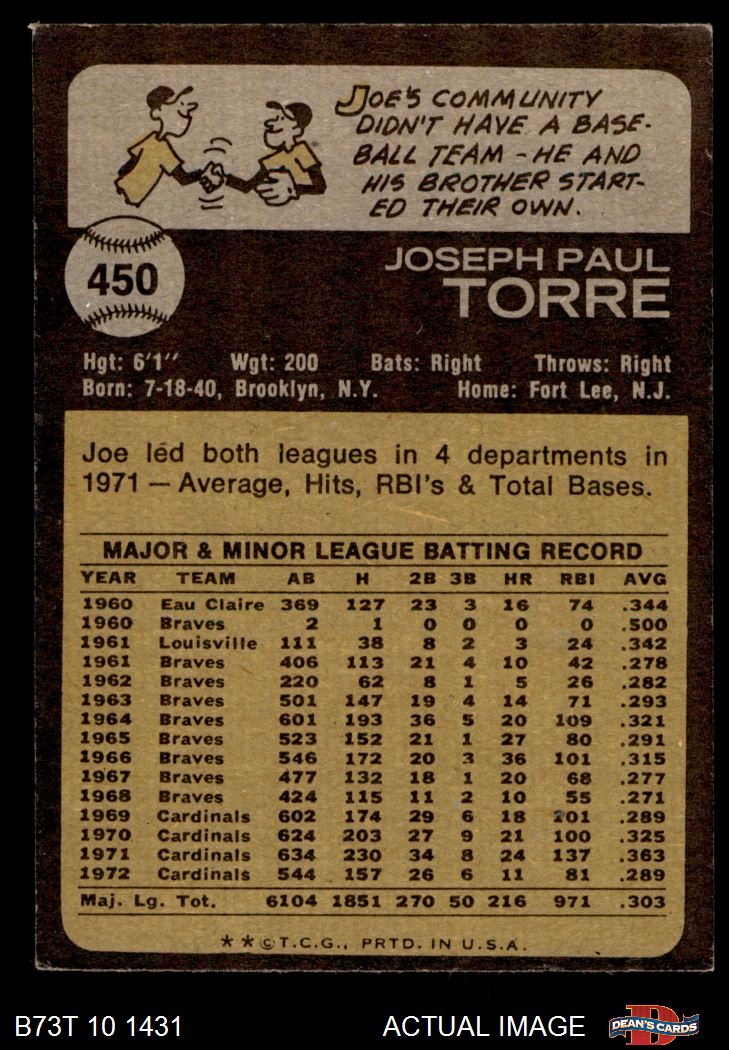 JOE'S COMMUNITY
DIDN'T HAVE A BASE-
BALL TEAM - HE AND
HIS BROTHER START-
ED THEIR OWN.
450
JOSEPH PAUL
TORRE
Hgt: 6'1" Wgt: 200 Bats: Right Throws: Right
Born: 7-18-40, Brooklyn, N.Y. Home: Fort Lee, N.J.
Joe led both leagues in 4 departments in
1971 — Average, Hits, RBI's & Total Bases.
MAJOR & MINOR LEAGUE BATTING RECORD
YEAR TEAM AB H 2B 3B HR RBI AVG
1960 Eau Claire 369 127 23 3 16 74 .344
1960 Braves 2 1 0 0 0 0 .500
1961 Louisville 111 38 8 2 3 24 .342
1961 Braves 406 113 21 4 10 42 .278
1962 Braves 220 62 8 1 5 26 .282
1963 Braves 501 147 19 4 14 71 .293
1964 Braves 601 193 36 5 20 109 .321
1965 Braves 523 152 21 1 27 80 .291
1966 Braves 546 172 20 3 36 101 .315
1967 Braves 477 132 18 1 20 68 .277
1968 Braves 424 115 11 2 10 55 .271
1969 Cardinals 602 174 29 6 18 101 .289
1970 Cardinals 624 203 27 9 21 100 .325
1971 Cardinals 634 230 34 8 24 137 .363
1972 Cardinals 544 157 26 6 11 81 .289
Maj. Lg. Tot. 6104 1851 270 50 216 971 .303
★★©T.C.G., PRTD. IN U.S.A.
B73T 10 1431 ACTUAL IMAGE D DEAN'S CARDS